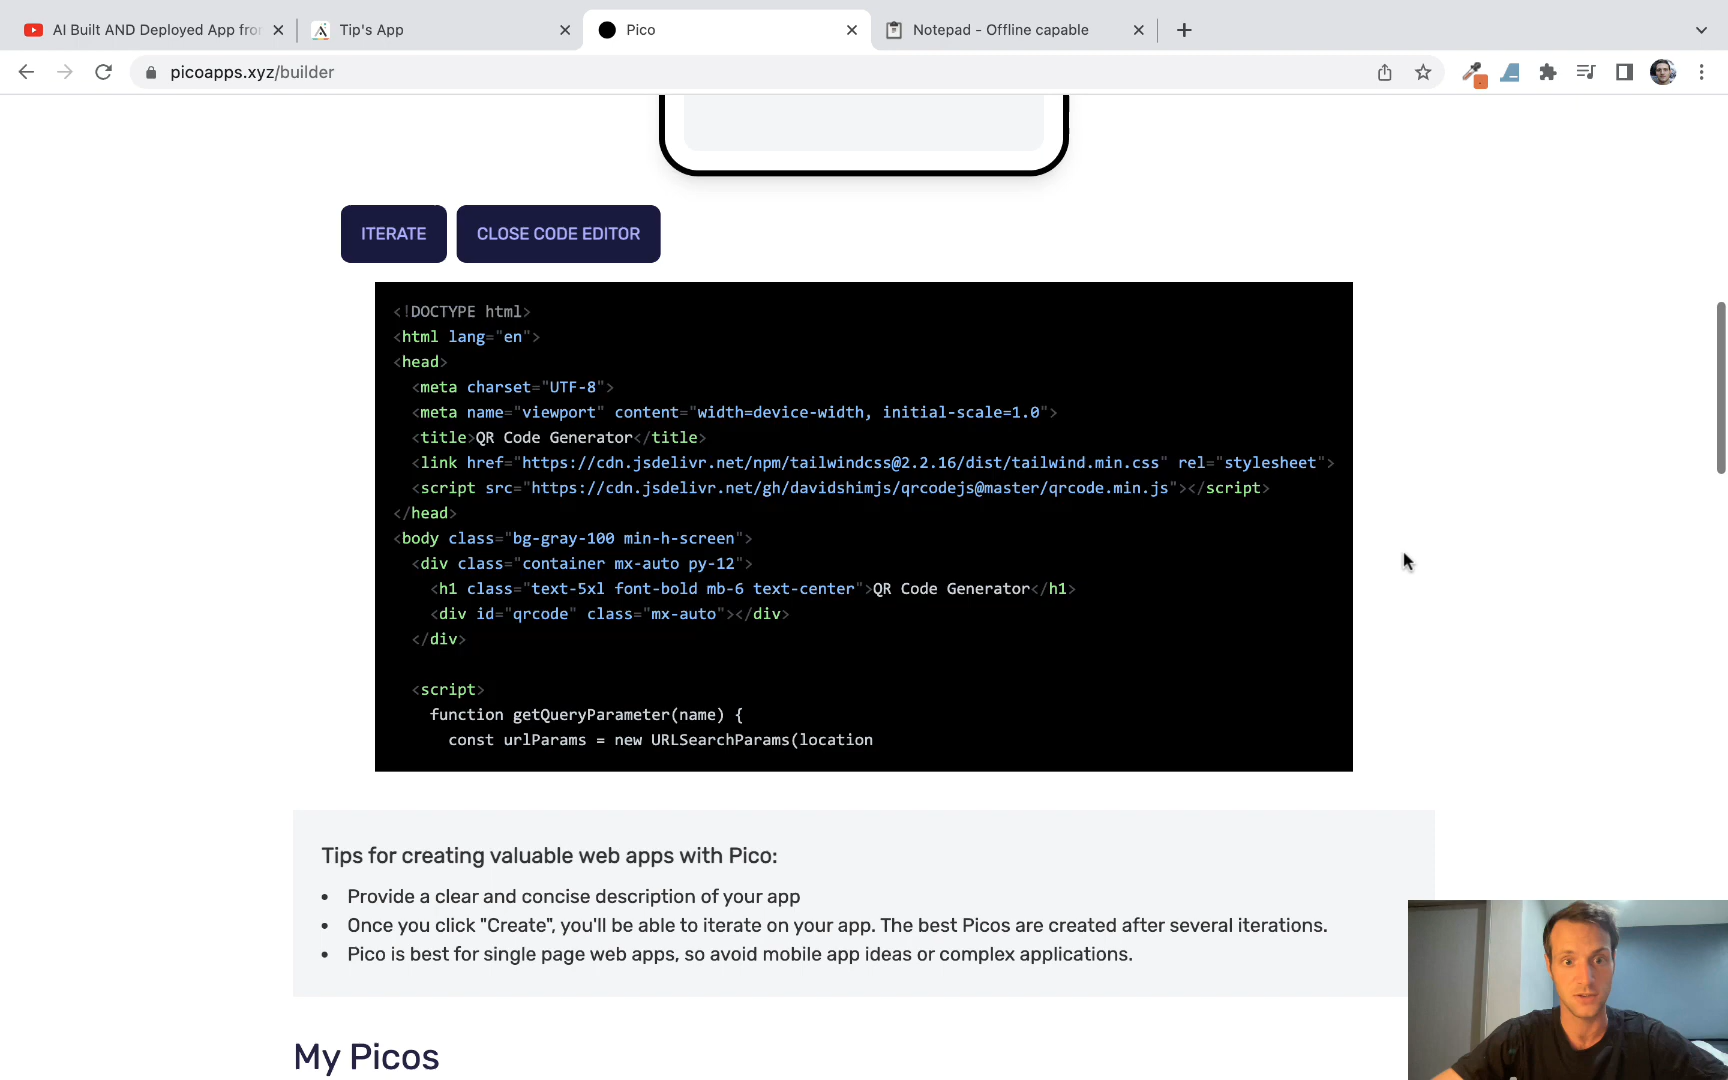 AI Built AND Deployed App fro
Tip's App
Pico
Notepad - Offline capable
picoapps.xyz/builder
ITERATE
CLOSE CODE EDITOR
<!DOCTYPE html>
<html lang="en">
<head>
<meta charset="UTF-8">
<meta name="viewport" content="width=device-width, initial-scale=1.0">
<title>QR Code Generator</title>
<link href="https://cdn.jsdelivr.net/npm/tailwindcss@2.2.16/dist/tailwind.min.css" rel="stylesheet">
<script src="https://cdn.jsdelivr.net/gh/davidshimjs/qrcodejs@master/qrcode.min.js"></script>
</head>
<body class="bg-gray-100 min-h-screen">
<div class="container mx-auto py-12">
<h1 class="text-5xl font-bold mb-6 text-center">QR Code Generator</h1>
<div id="qrcode" class="mx-auto"></div>
</div>
<script>
function getQueryParameter(name) {
const urlParams = new URLSearchParams(location
Tips for creating valuable web apps with Pico:
• Provide a clear and concise description of your app
• Once you click "Create", you'll be able to iterate on your app. The best Picos are created after several iterations.
• Pico is best for single page web apps, so avoid mobile app ideas or complex applications.
My Picos